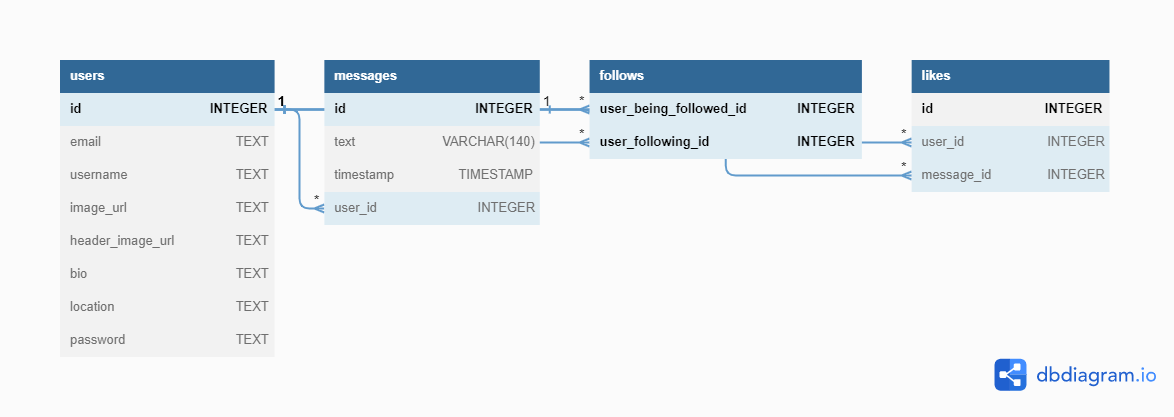 users
id INTEGER
email TEXT
username TEXT
image_url TEXT
header_image_url TEXT
bio TEXT
location TEXT
password TEXT
1
*
messages
id INTEGER
text VARCHAR(140)
timestamp TIMESTAMP
user_id INTEGER
1
*
*
follows
user_being_followed_id INTEGER
user_following_id INTEGER
*
*
likes
id INTEGER
user_id INTEGER
message_id INTEGER
dbdiagram.io